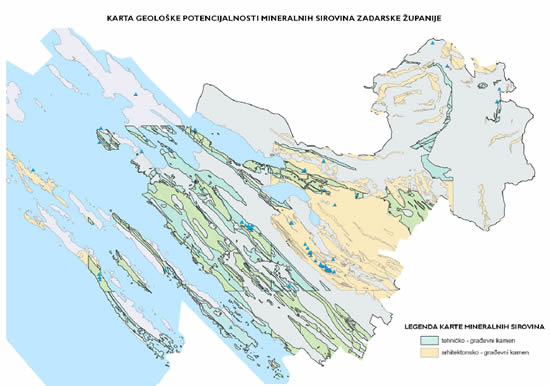 KARTA GEOLOŠKE POTENCIJALNOSTI MINERALNIH SIROVINA ZADARSKE ŽUPANIJE
LEGENDA KARTE MINERALNIH SIROVINA
tehničko - građevni kamen
arhitektonsko - građevni kamen